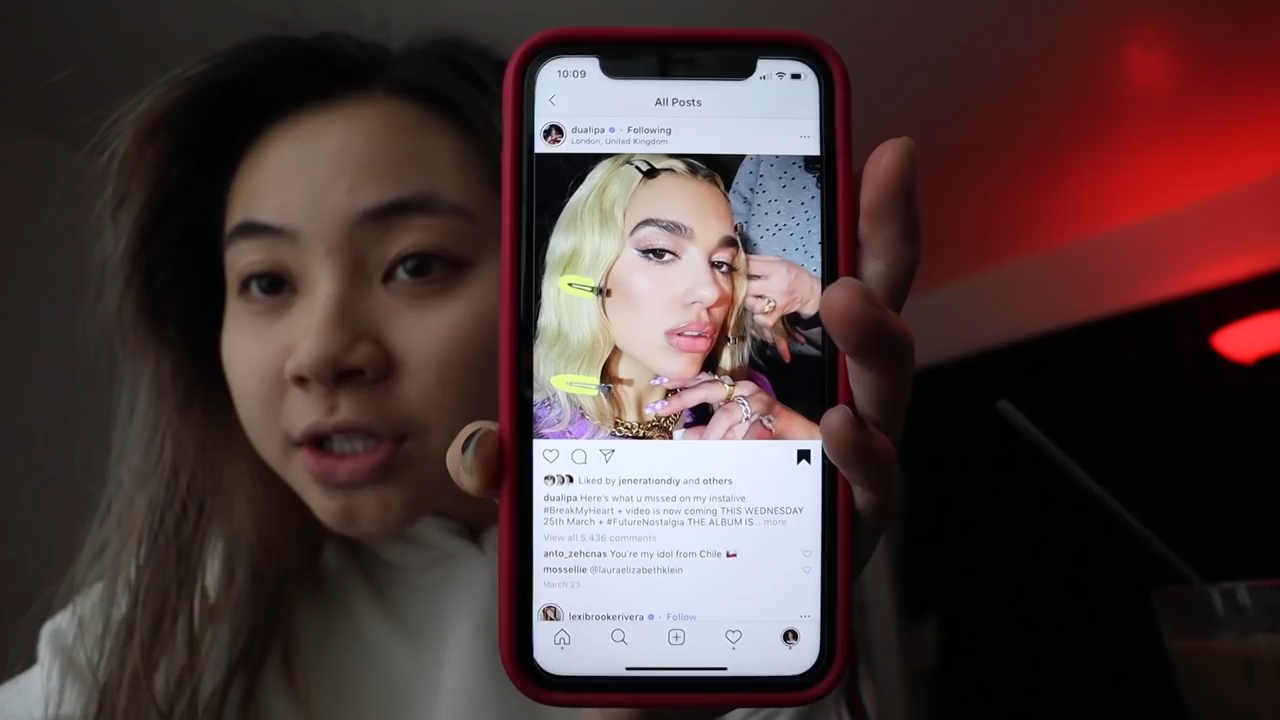 10:09
All Posts
dualipa · Following
London, United Kingdom
Liked by jenerationdiy and others
dualipa Here's what u missed on my instalive:
#BreakMyHeart + video is now coming THIS WEDNESDAY
25th March + #FutureNostalgia THE ALBUM IS... more
View all 5,436 comments
anto_zehcnas You're my idol from Chile 🇨🇱
mossellie @lauraelizabethklein
March 23
lexibrookerivera · Follow